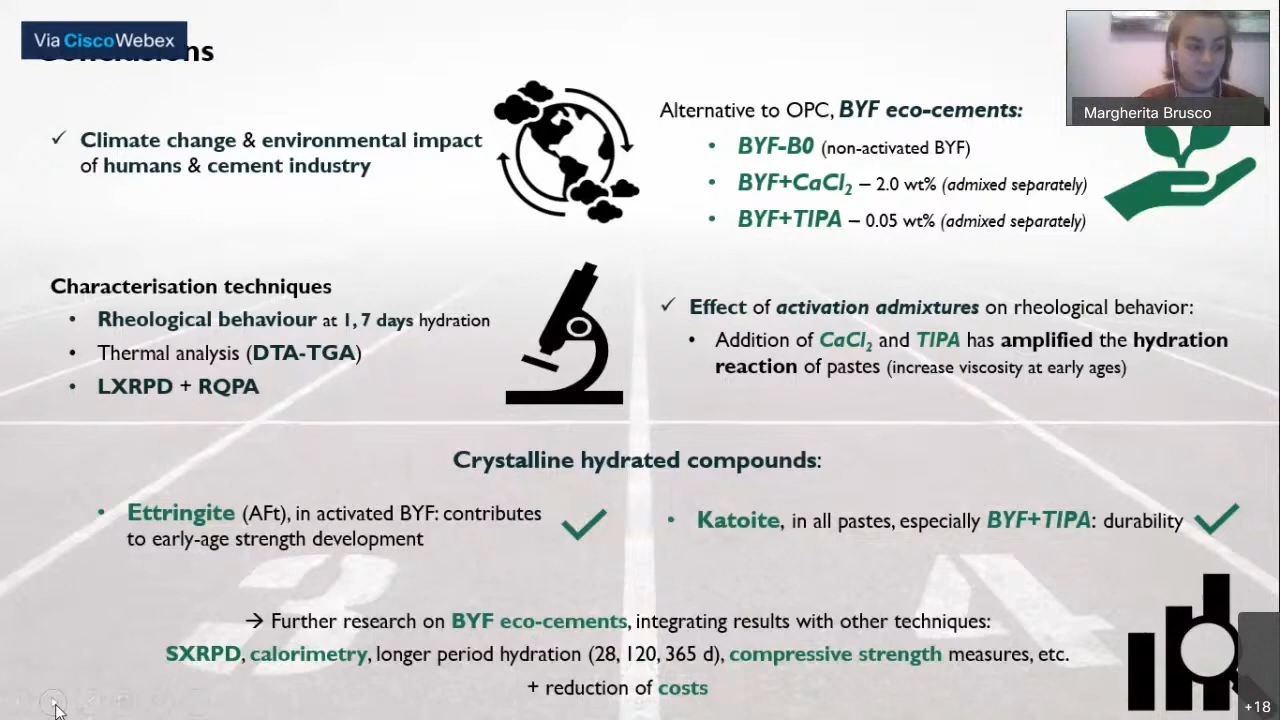 Via Cisco Webex
Conclusions
Margherita Brusco
✓ Climate change & environmental impact
of humans & cement industry
Alternative to OPC, BYF eco-cements:
• BYF-B0 (non-activated BYF)
• BYF+CaCl₂ – 2.0 wt% (admixed separately)
• BYF+TIPA – 0.05 wt% (admixed separately)
Characterisation techniques
• Rheological behaviour at 1, 7 days hydration
• Thermal analysis (DTA-TGA)
• LXRPD + RQPA
✓ Effect of activation admixtures on rheological behavior:
• Addition of CaCl₂ and TIPA has amplified the hydration
reaction of pastes (increase viscosity at early ages)
Crystalline hydrated compounds:
• Ettringite (AFt), in activated BYF: contributes
to early-age strength development
• Katoite, in all pastes, especially BYF+TIPA: durability
3 4
→ Further research on BYF eco-cements, integrating results with other techniques:
SXRPD, calorimetry, longer period hydration (28, 120, 365 d), compressive strength measures, etc.
+ reduction of costs
+18